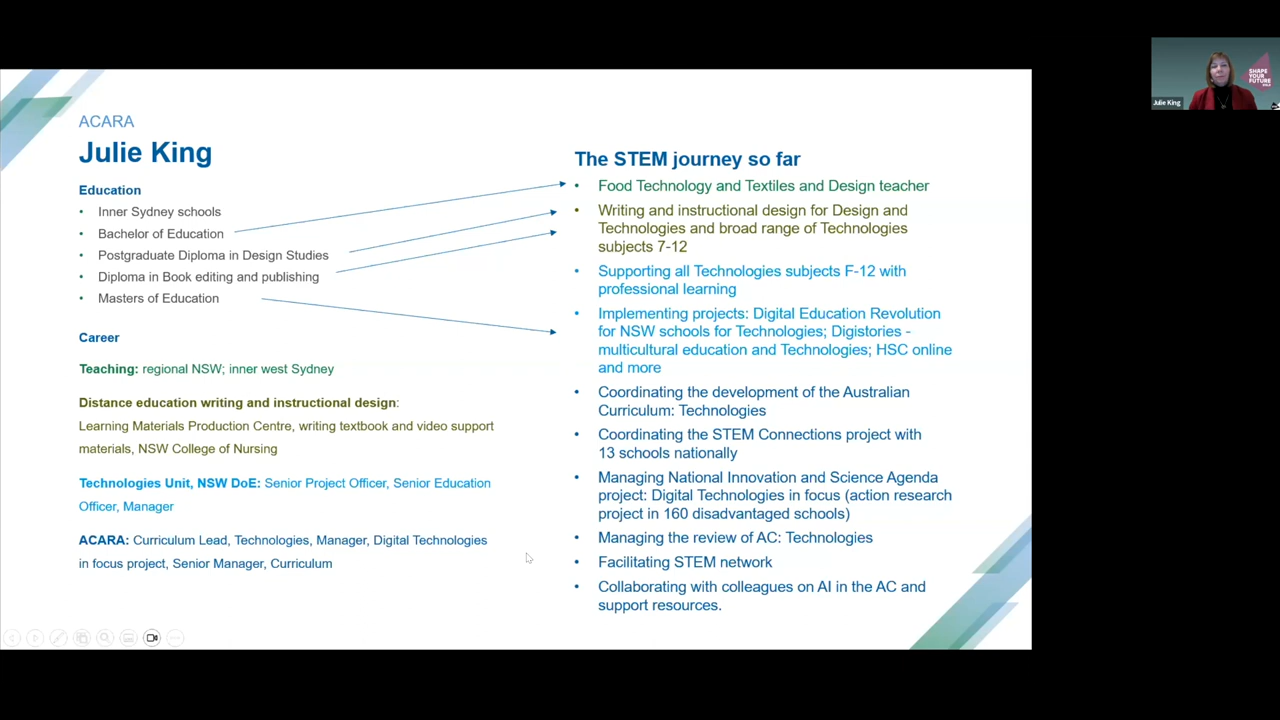 ACARA
Julie King
Education
• Inner Sydney schools
• Bachelor of Education
• Postgraduate Diploma in Design Studies
• Diploma in Book editing and publishing
• Masters of Education
Career
Teaching: regional NSW; inner west Sydney
Distance education writing and instructional design:
Learning Materials Production Centre, writing textbook and video support
materials, NSW College of Nursing
Technologies Unit, NSW DoE: Senior Project Officer, Senior Education
Officer, Manager
ACARA: Curriculum Lead, Technologies, Manager, Digital Technologies
in focus project, Senior Manager, Curriculum
The STEM journey so far
• Food Technology and Textiles and Design teacher
• Writing and instructional design for Design and
Technologies and broad range of Technologies
subjects 7-12
• Supporting all Technologies subjects F-12 with
professional learning
• Implementing projects: Digital Education Revolution
for NSW schools for Technologies; Digistories -
multicultural education and Technologies; HSC online
and more
• Coordinating the development of the Australian
Curriculum: Technologies
• Coordinating the STEM Connections project with
13 schools nationally
• Managing National Innovation and Science Agenda
project: Digital Technologies in focus (action research
project in 160 disadvantaged schools)
• Managing the review of AC: Technologies
• Facilitating STEM network
• Collaborating with colleagues on AI in the AC and
support resources.
SHAPE
YOUR
FUTURE
Julie King